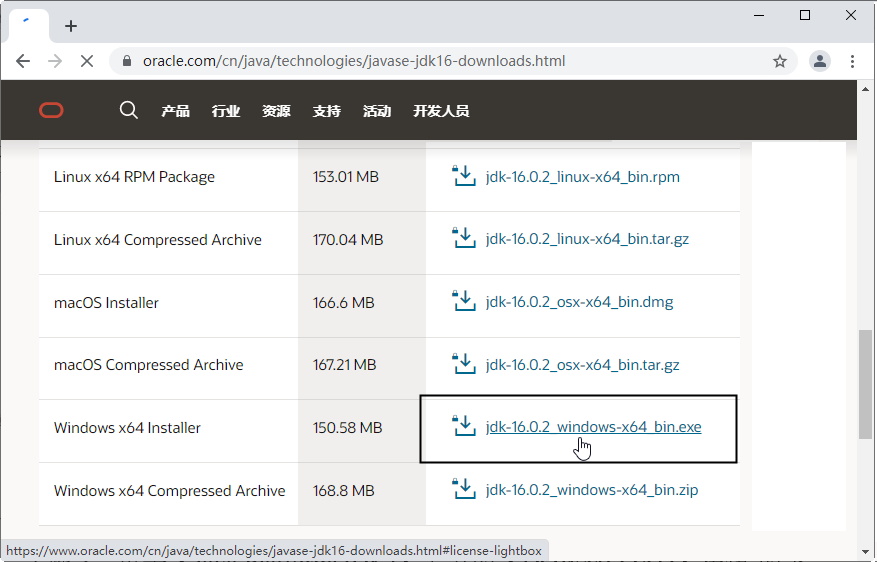 oracle.com/cn/java/technologies/javase-jdk16-downloads.html
产品 行业 资源 支持 活动 开发人员
Linux x64 RPM Package 153.01 MB jdk-16.0.2_linux-x64_bin.rpm
Linux x64 Compressed Archive 170.04 MB jdk-16.0.2_linux-x64_bin.tar.gz
macOS Installer 166.6 MB jdk-16.0.2_osx-x64_bin.dmg
macOS Compressed Archive 167.21 MB jdk-16.0.2_osx-x64_bin.tar.gz
Windows x64 Installer 150.58 MB jdk-16.0.2_windows-x64_bin.exe
Windows x64 Compressed Archive 168.8 MB jdk-16.0.2_windows-x64_bin.zip
https://www.oracle.com/cn/java/technologies/javase-jdk16-downloads.html#license-lightbox